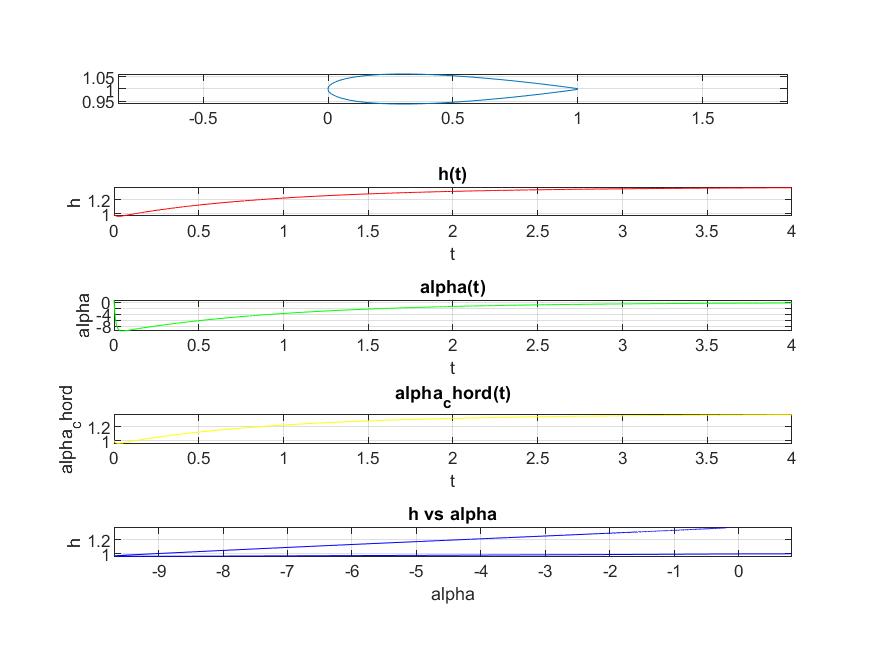 1.05
1
0.95
-0.5 0 0.5 1 1.5
h(t)
h
1.2
1
0 0.5 1 1.5 2 2.5 3 3.5 4
t
alpha(t)
alpha
0
-4
-8
0 0.5 1 1.5 2 2.5 3 3.5 4
t
alpha_chord(t)
alpha_chord
1.2
1
0 0.5 1 1.5 2 2.5 3 3.5 4
t
h vs alpha
h
1.2
1
-9 -8 -7 -6 -5 -4 -3 -2 -1 0
alpha